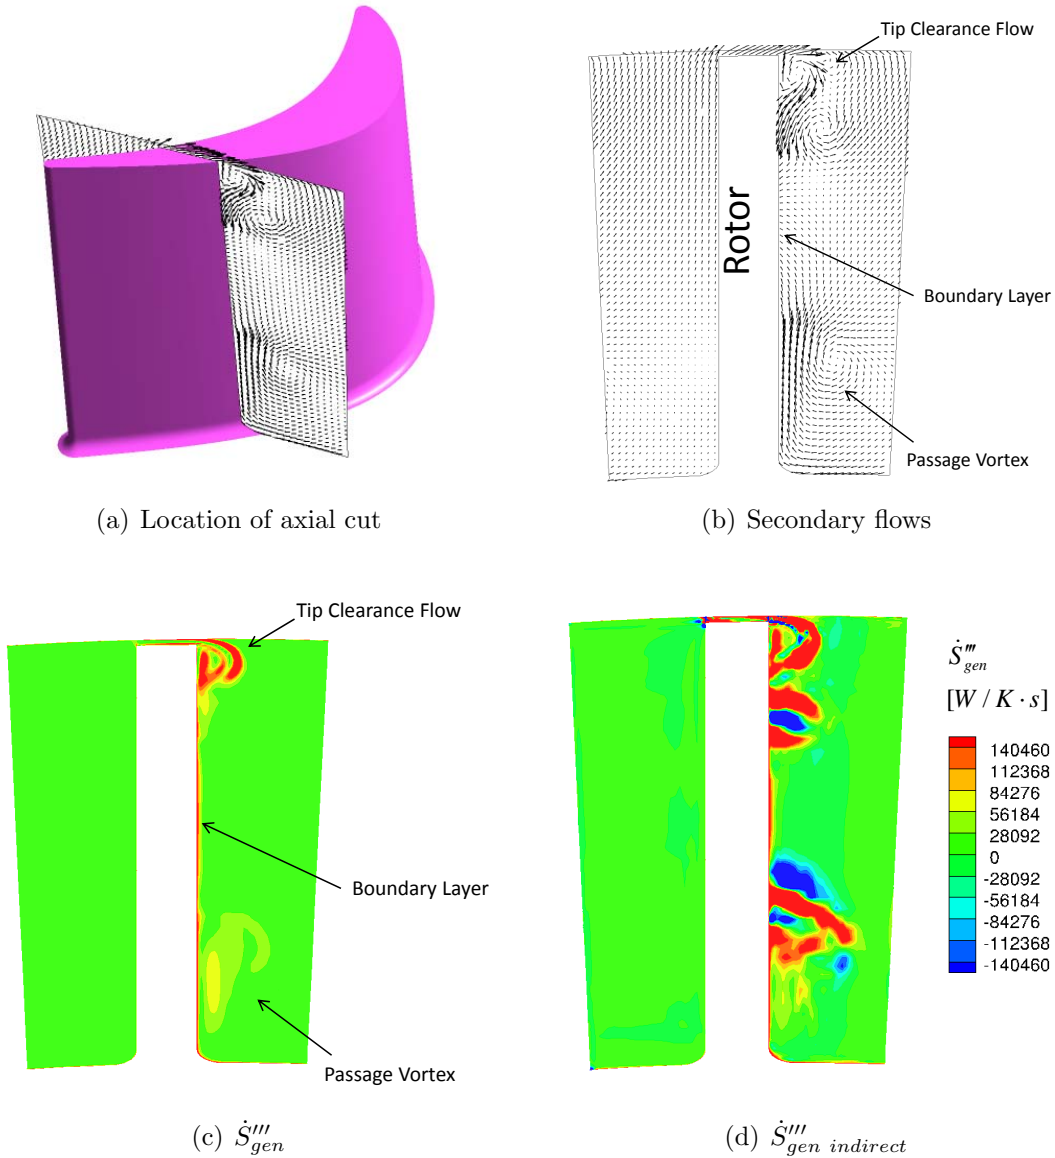 Tip Clearance Flow
Rotor
Boundary Layer
Passage Vortex
(a) Location of axial cut
(b) Secondary flows
Tip Clearance Flow
Boundary Layer
Passage Vortex
Ṡ‴gen
[W / K · s]
140460
112368
84276
56184
28092
0
-28092
-56184
-84276
-112368
-140460
(c) Ṡ‴gen
(d) Ṡ‴gen indirect